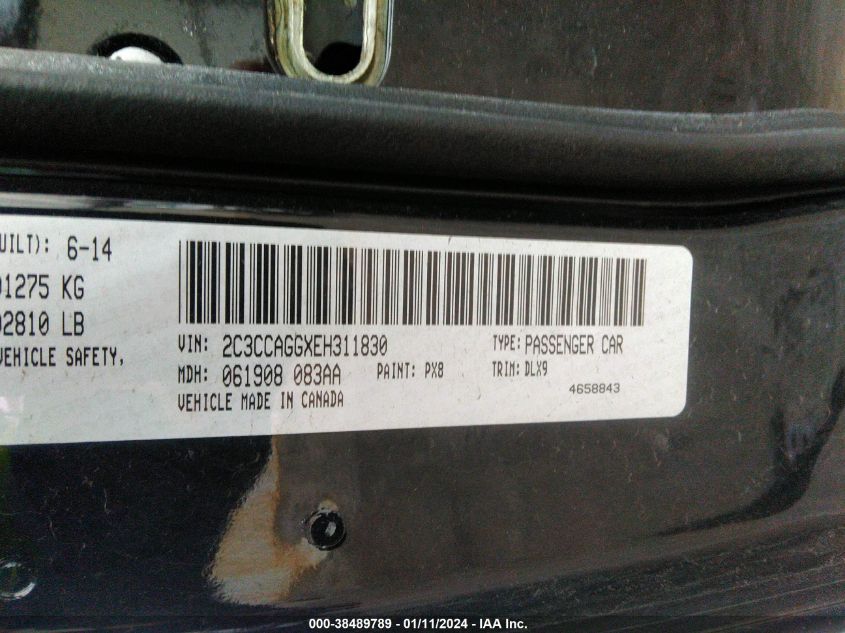 UILT): 6-14
01275 KG
02810 LB
VEHICLE SAFETY,
VIN: 2C3CCAGGXEH311830 TYPE: PASSENGER CAR
MDH: 061908 083AA PAINT: PX8 TRIM: DLX9
VEHICLE MADE IN CANADA 4658843
000-38489789 - 01/11/2024 - IAA Inc.